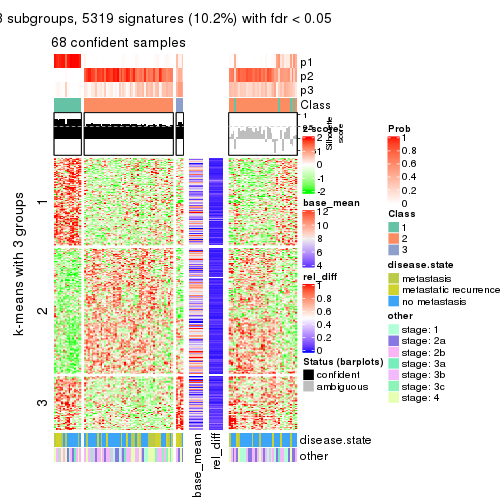 3 subgroups, 5319 signatures (10.2%) with fdr < 0.05
68 confident samples
p1
p2
p3
Class
1
Silhouette
score
z-score
2
1
0
-1
-2
base_mean
12
10
8
6
4
rel_diff
1
0.8
0.6
0.4
0.2
0
Status (barplots)
confident
ambiguous
Prob
1
0.8
0.6
0.4
0.2
0
Class
1
2
3
disease.state
metastasis
metastatic recurrence
no metastasis
other
stage: 1
stage: 2a
stage: 2b
stage: 3a
stage: 3b
stage: 3c
stage: 4
k-means with 3 groups
1
2
3
disease.state
other
base_mean
rel_diff